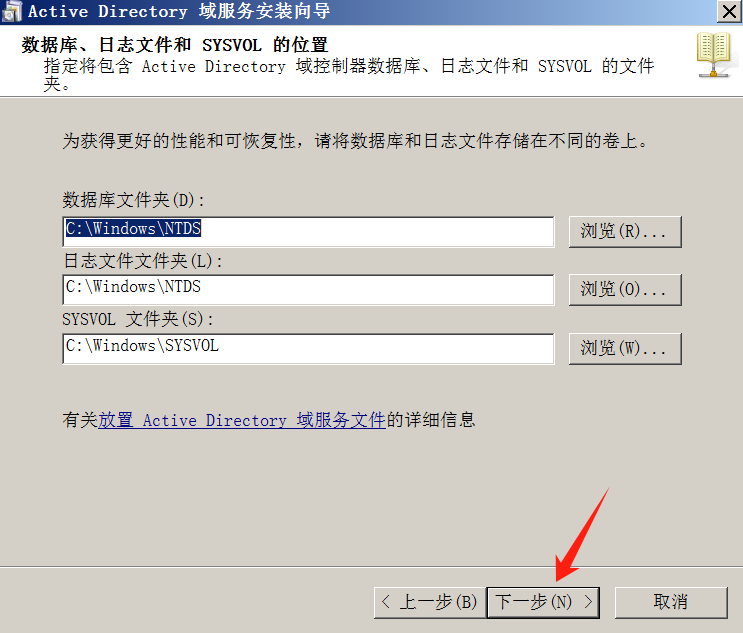 Active Directory 域服务安装向导
数据库、日志文件和 SYSVOL 的位置
指定将包含 Active Directory 域控制器数据库、日志文件和 SYSVOL 的文件
夹。
为获得更好的性能和可恢复性，请将数据库和日志文件存储在不同的卷上。
数据库文件夹(D):
C:\Windows\NTDS
浏览(R)...
日志文件文件夹(L):
C:\Windows\NTDS
浏览(O)...
SYSVOL 文件夹(S):
C:\Windows\SYSVOL
浏览(W)...
有关放置 Active Directory 域服务文件的详细信息
< 上一步(B)
下一步(N) >
取消